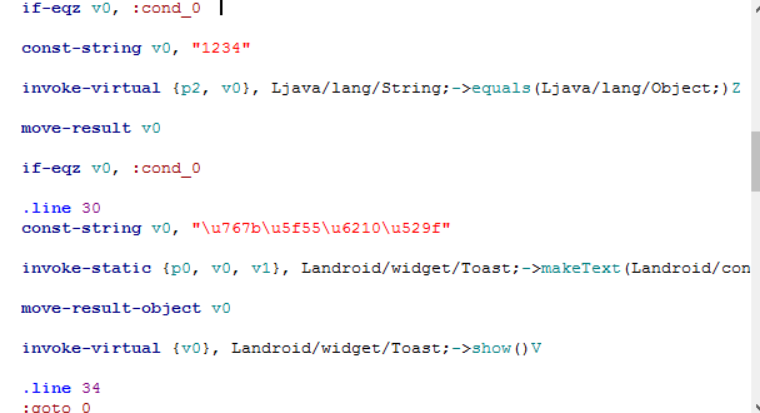 if-eqz v0, :cond_0
const-string v0, "1234"
invoke-virtual {p2, v0}, Ljava/lang/String;->equals(Ljava/lang/Object;)Z
move-result v0
if-eqz v0, :cond_0
.line 30
const-string v0, "\u767b\u5f55\u6210\u529f"
invoke-static {p0, v0, v1}, Landroid/widget/Toast;->makeText(Landroid/con
move-result-object v0
invoke-virtual {v0}, Landroid/widget/Toast;->show()V
.line 34
:goto_0